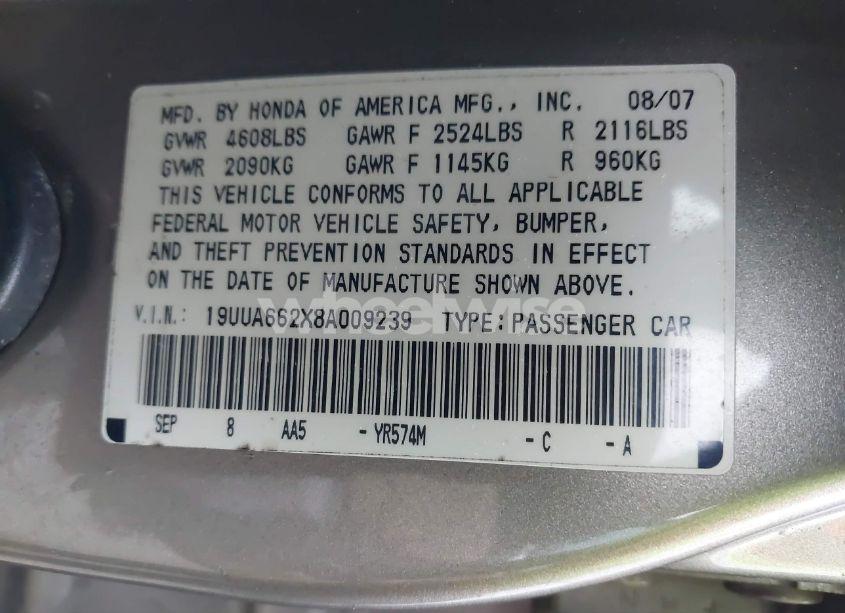 MFD. BY HONDA OF AMERICA MFG., INC. 08/07
GVWR 4608LBS GAWR F 2524LBS R 2116LBS
GVWR 2090KG GAWR F 1145KG R 960KG
THIS VEHICLE CONFORMS TO ALL APPLICABLE
FEDERAL MOTOR VEHICLE SAFETY, BUMPER,
AND THEFT PREVENTION STANDARDS IN EFFECT
ON THE DATE OF MANUFACTURE SHOWN ABOVE.
wheelwise
V.I.N.: 19UUA662X8A009239 TYPE:PASSENGER CAR
SEP 8 AA5 -YR574M -C -A